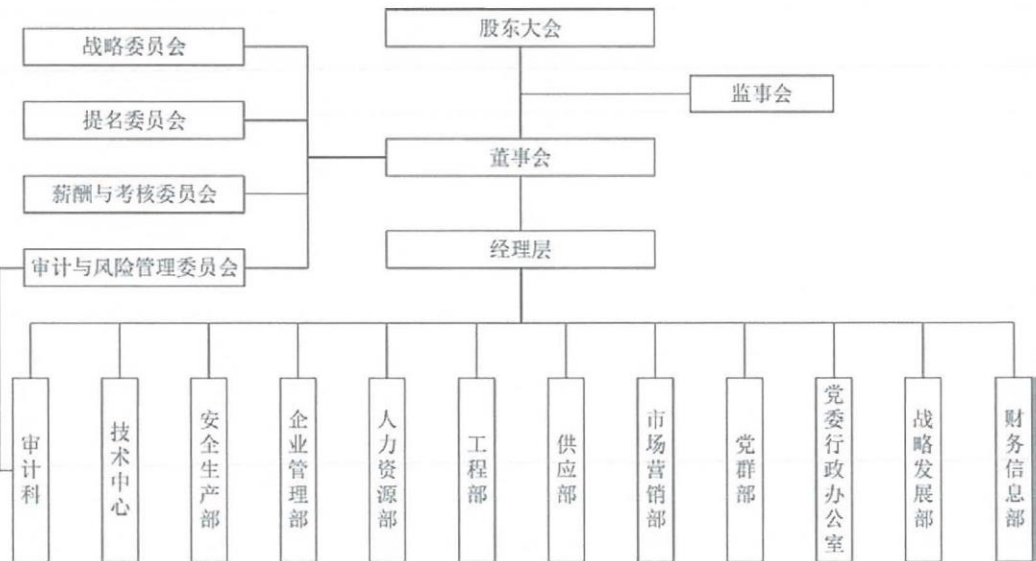 股东大会
战略委员会
监事会
提名委员会
董事会
薪酬与考核委员会
经理层
审计与风险管理委员会
审计科
技术中心
安全生产部
企业管理部
人力资源部
工程部
供应部
市场营销部
党群部
党委行政办公室
战略发展部
财务信息部